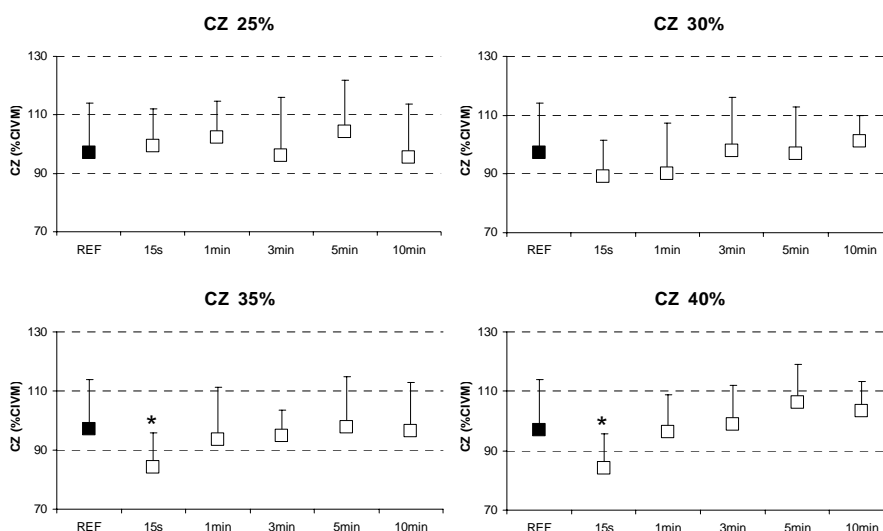 CZ 25%
130
110
90
70
CZ (%CIVM)
REF 15s 1min 3min 5min 10min
CZ 30%
130
110
90
70
CZ (%CIVM)
REF 15s 1min 3min 5min 10min
CZ 35%
130
110
90
70
CZ (%CIVM)
*
REF 15s 1min 3min 5min 10min
CZ 40%
130
110
90
70
CZ (%CIVM)
*
REF 15s 1min 3min 5min 10min